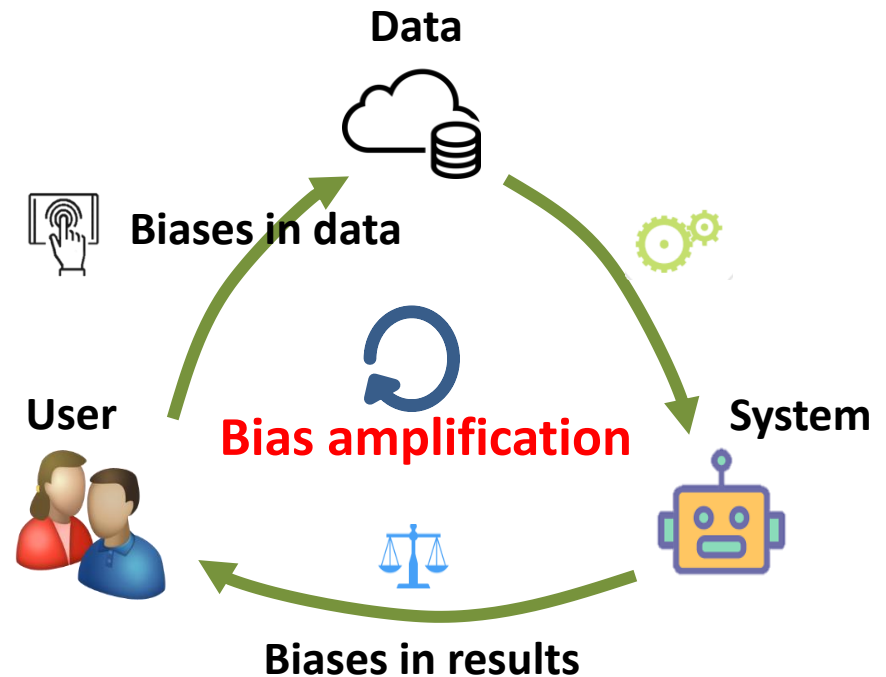 Data
Biases in data
User
System
Bias amplification
Biases in results